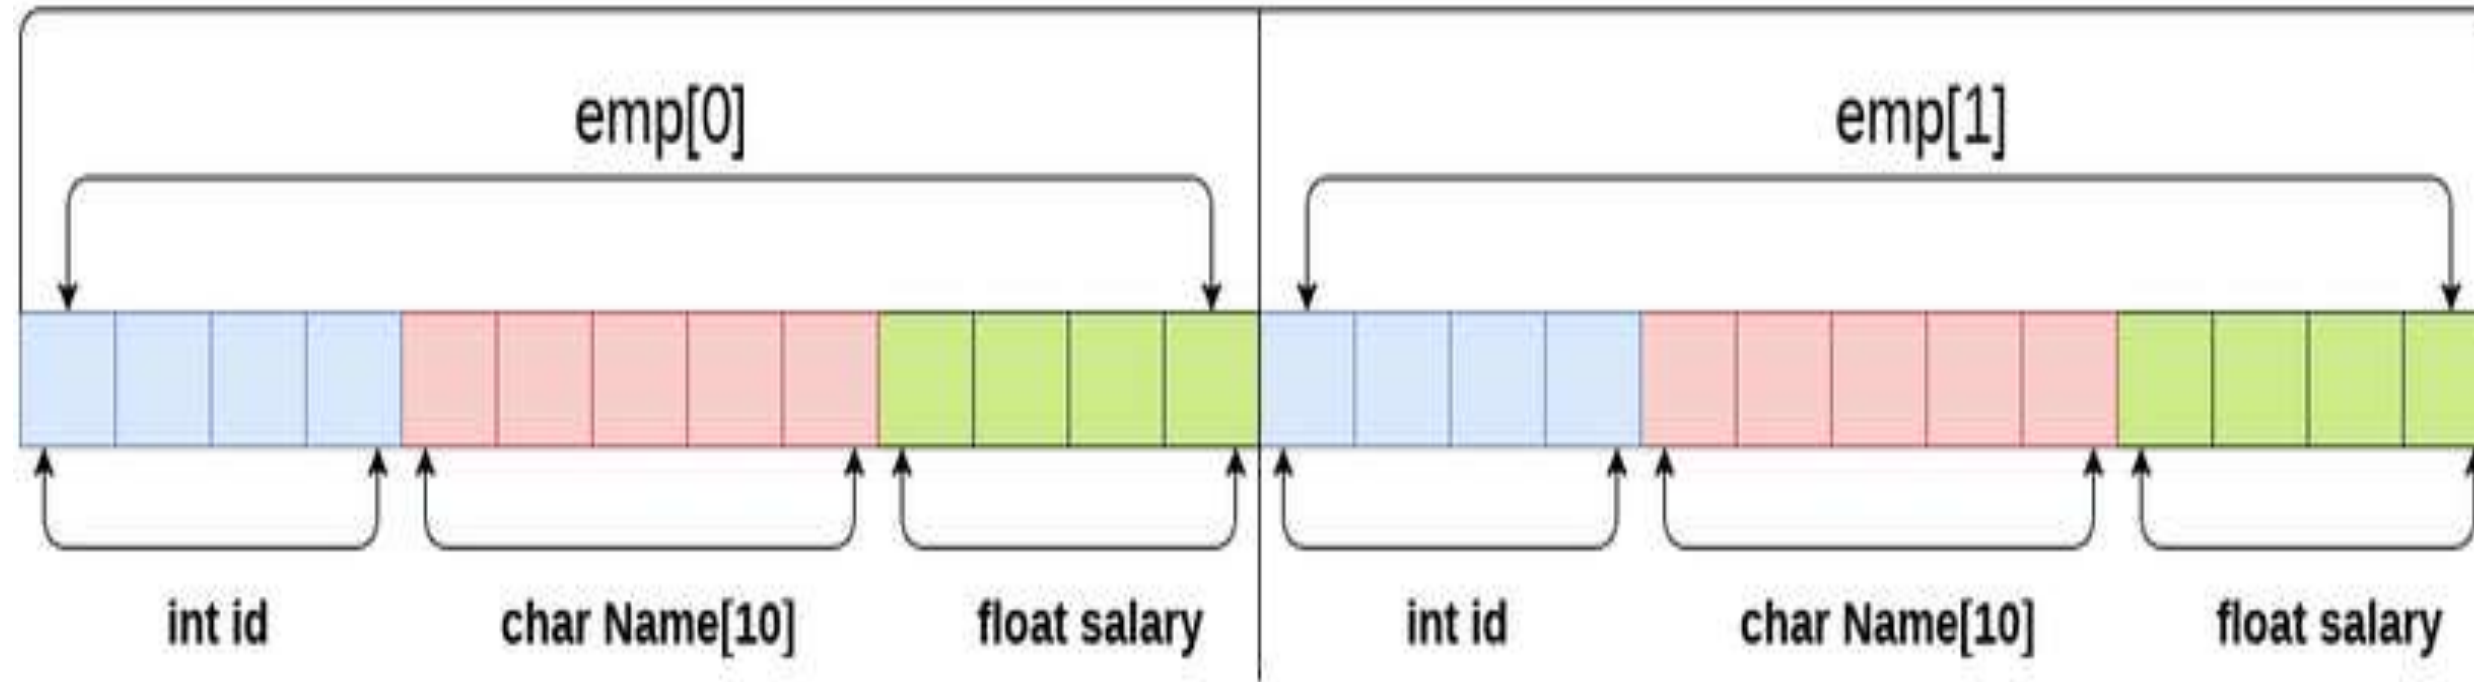 emp[0]
emp[1]
int id
char Name[10]
float salary
int id
char Name[10]
float salary